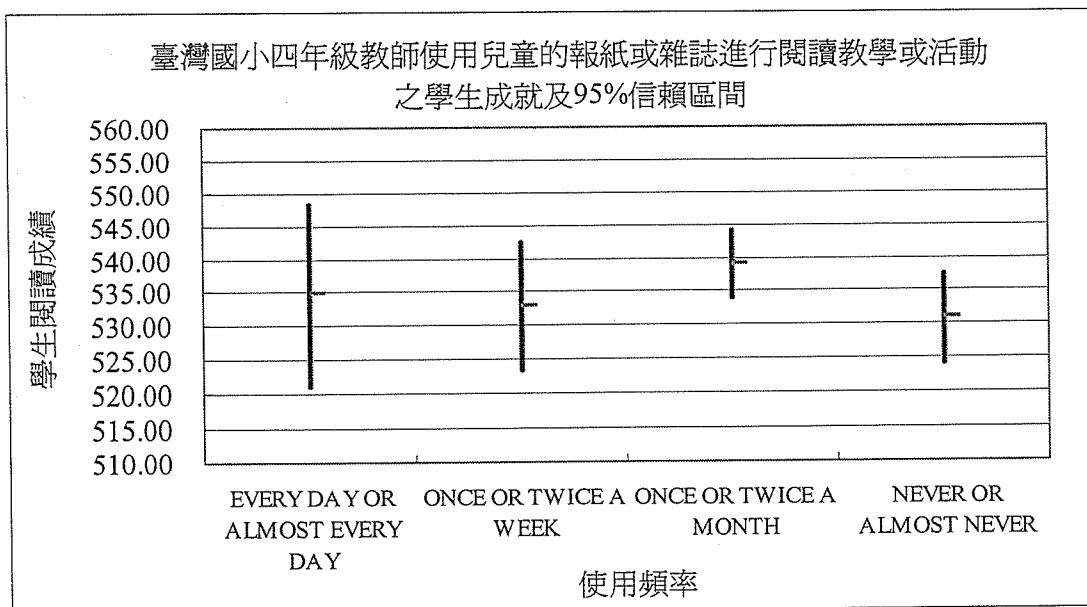 臺灣國小四年級教師使用兒童的報紙或雜誌進行閱讀教學或活動
之學生成就及95%信賴區間
學生閱讀成績
560.00
555.00
550.00
545.00
540.00
535.00
530.00
525.00
520.00
515.00
510.00
EVERY DAY OR
ALMOST EVERY
DAY
ONCE OR TWICE A
WEEK
ONCE OR TWICE A
MONTH
NEVER OR
ALMOST NEVER
使用頻率